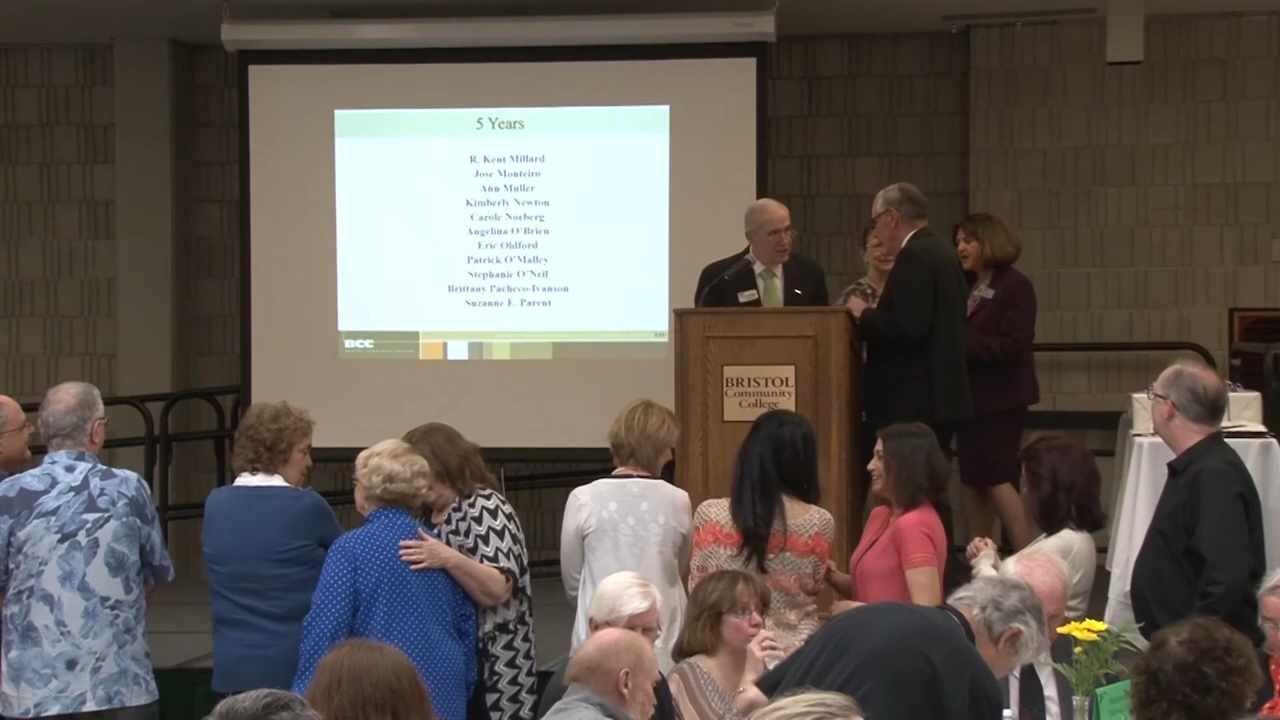 5 Years
R. Kent Millard
Jose Monteiro
Ann Muller
Kimberly Newton
Carole Norberg
Angelina O'Brien
Eric Oldford
Patrick O'Malley
Stephanie O'Neil
Brittany Pacheco-Ivanson
Suzanne E. Parent
BCC
BRISTOL
Community
College